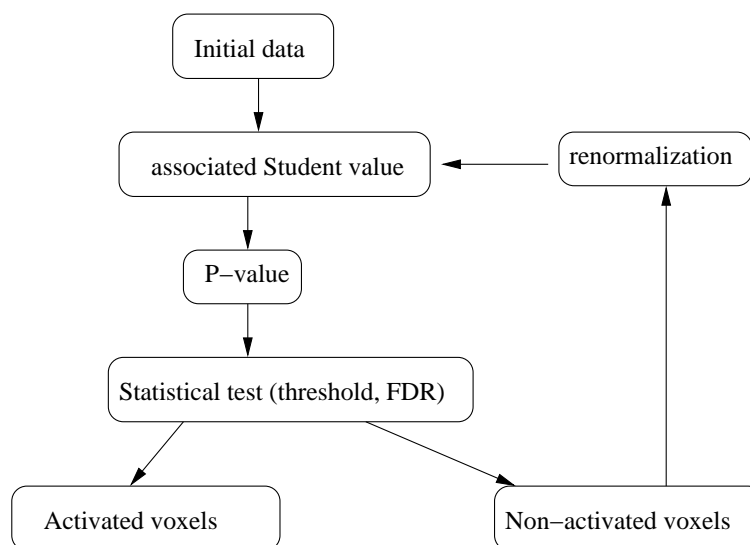 Initial data
associated Student value
renormalization
P−value
Statistical test (threshold, FDR)
Activated voxels
Non−activated voxels